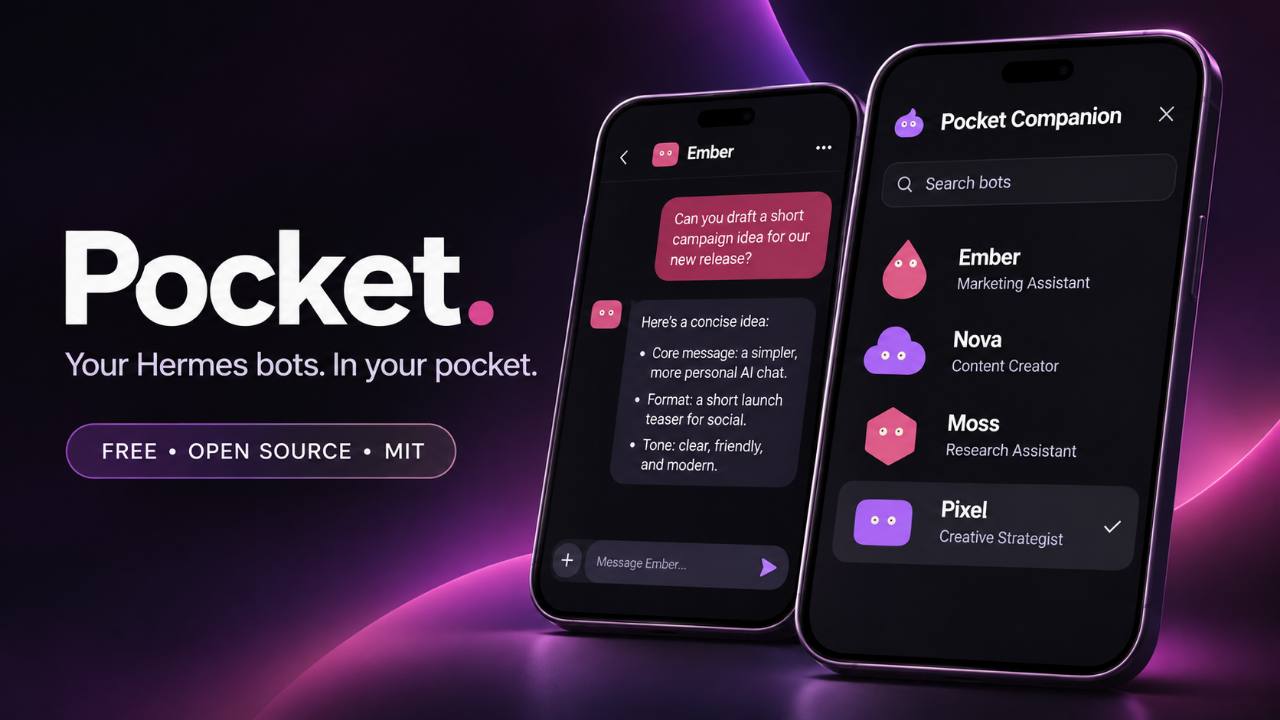 Pocket.
Your Hermes bots. In your pocket.
FREE • OPEN SOURCE • MIT
Ember
Can you draft a short
campaign idea for our
new release?
Here's a concise idea:
• Core message: a simpler,
more personal AI chat.
• Format: a short launch
teaser for social.
• Tone: clear, friendly,
and modern.
Message Ember...
Pocket Companion
Search bots
Ember
Marketing Assistant
Nova
Content Creator
Moss
Research Assistant
Pixel
Creative Strategist